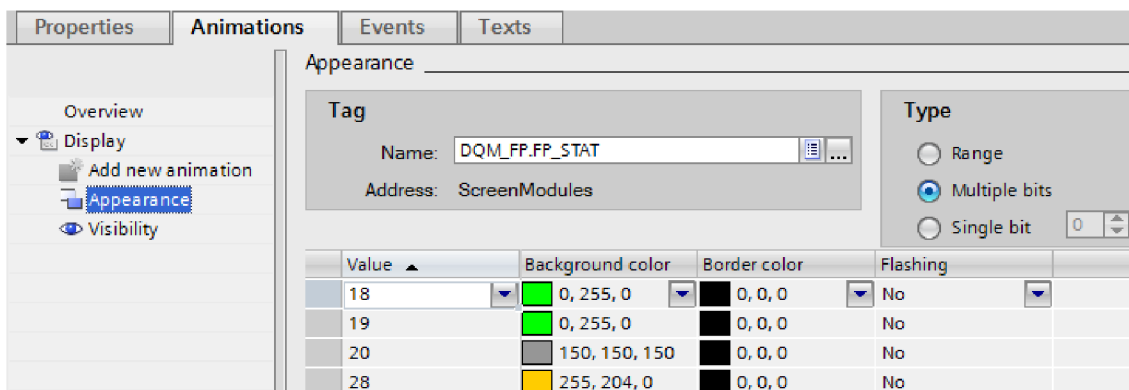 Properties Animations Events Texts
Appearance
Overview
Display
Add new animation
Appearance
Visibility
Tag
Name: DQM_FP.FP_STAT ...
Address: ScreenModules
Type
Range
Multiple bits
Single bit 0
Value Background color Border color Flashing
18 0, 255, 0 0, 0, 0 No
19 0, 255, 0 0, 0, 0 No
20 150, 150, 150 0, 0, 0 No
28 255, 204, 0 0, 0, 0 No